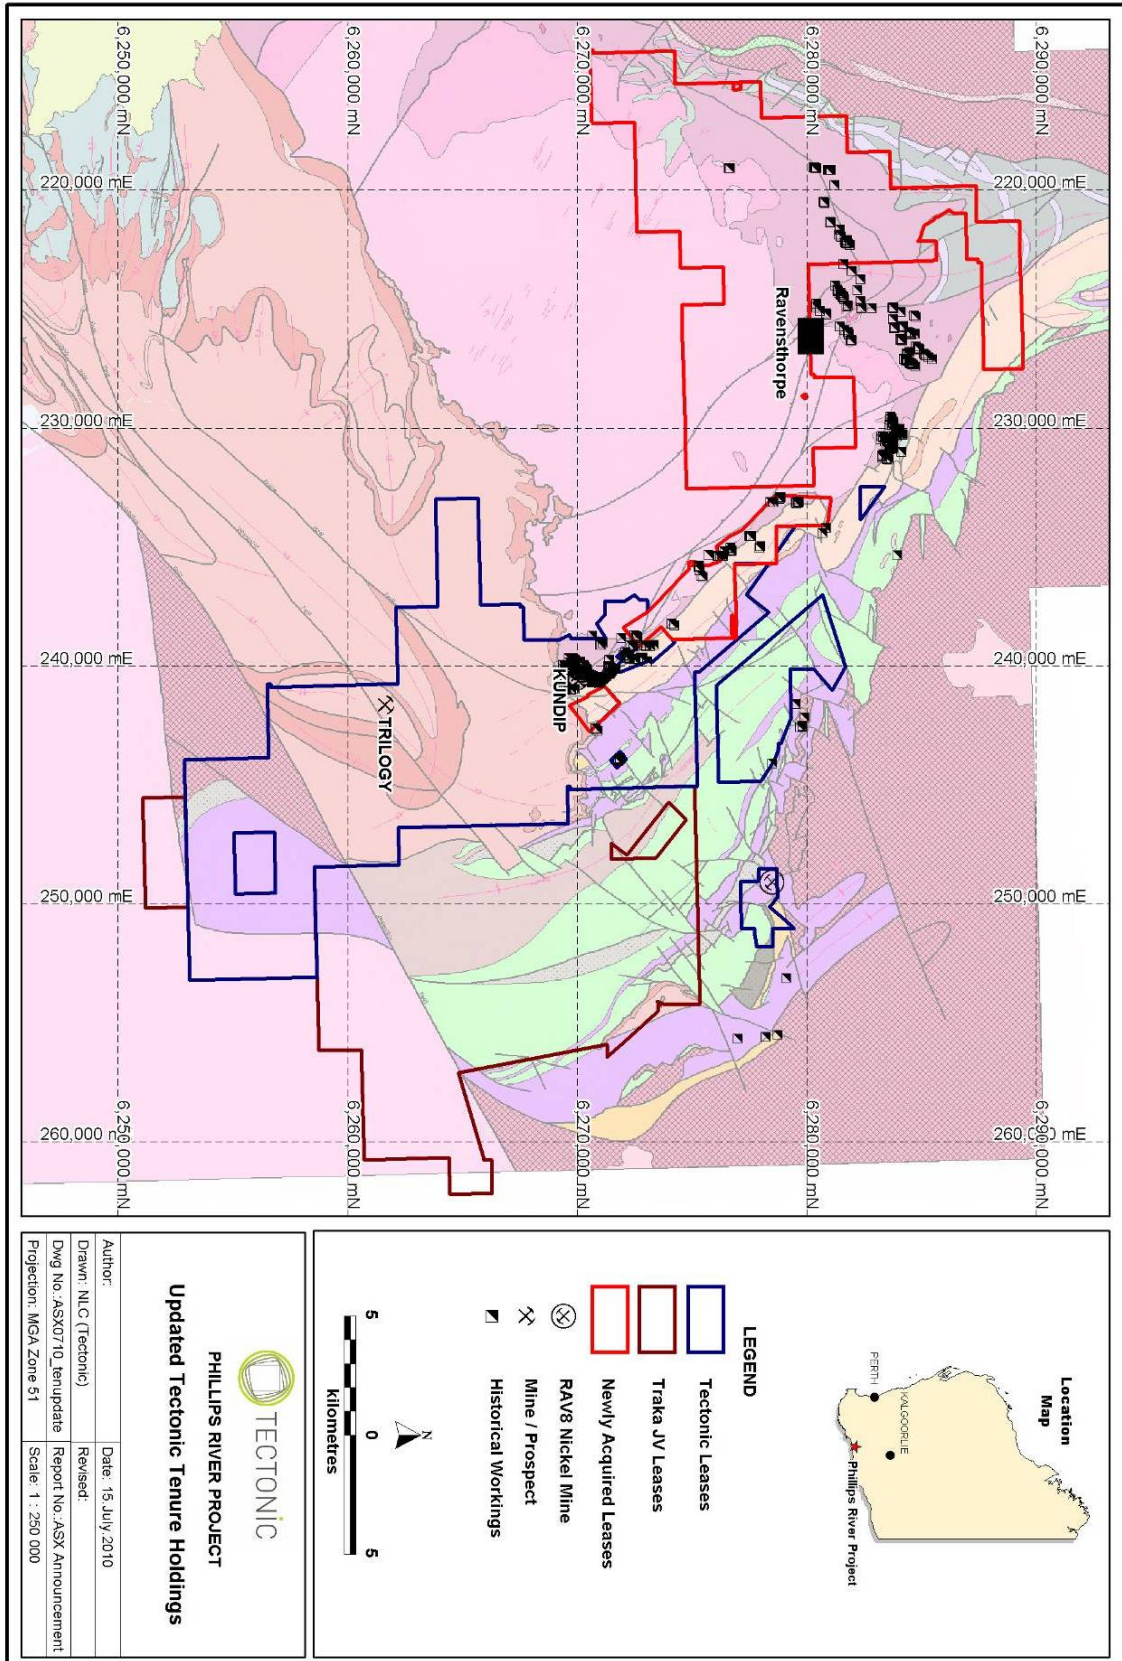 6,290,000 mN
6,280,000 mN
6,270,000 mN
6,260,000 mN
6,250,000 mN
220,000 mE
230,000 mE
240,000 mE
250,000 mE
260,000 mE
220,000 mE
230,000 mE
240,000 mE
250,000 mE
260,000 mE
6,290,000 mN
6,280,000 mN
6,270,000 mN
6,260,000 mN
6,250,000 mN
Ravensthorpe
KUNDIP
TRILOGY
Location
Map
KALGOORLIE
PERTH
Phillips River Project
LEGEND
Tectonic Leases
Traka JV Leases
Newly Acquired Leases
RAV8 Nickel Mine
Mine / Prospect
Historical Workings
N
5 0 5
kilometres
TECTONIC
PHILLIPS RIVER PROJECT
Updated Tectonic Tenure Holdings
Author: Date: 15 July 2010
Drawn: NLC (Tectonic) Revised:
Dwg No.:ASX0710_tenupdate Report No.:ASX Announcement
Projection: MGA Zone 51 Scale: 1 : 250 000